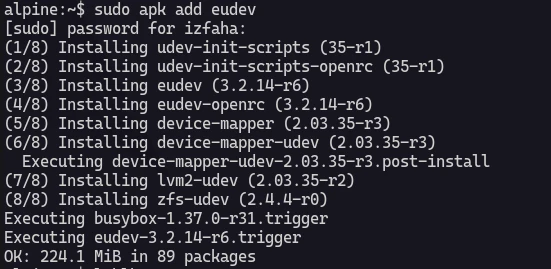 alpine:~$ sudo apk add eudev
[sudo] password for izfaha:
(1/8) Installing udev-init-scripts (35-r1)
(2/8) Installing udev-init-scripts-openrc (35-r1)
(3/8) Installing eudev (3.2.14-r6)
(4/8) Installing eudev-openrc (3.2.14-r6)
(5/8) Installing device-mapper (2.03.35-r3)
(6/8) Installing device-mapper-udev (2.03.35-r3)
  Executing device-mapper-udev-2.03.35-r3.post-install
(7/8) Installing lvm2-udev (2.03.35-r2)
(8/8) Installing zfs-udev (2.4.4-r0)
Executing busybox-1.37.0-r31.trigger
Executing eudev-3.2.14-r6.trigger
OK: 224.1 MiB in 89 packages